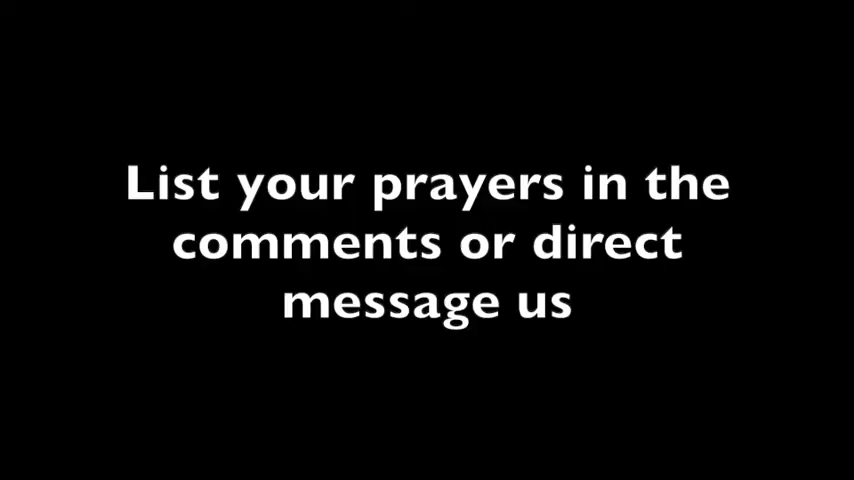 List your prayers in the
comments or direct
message us